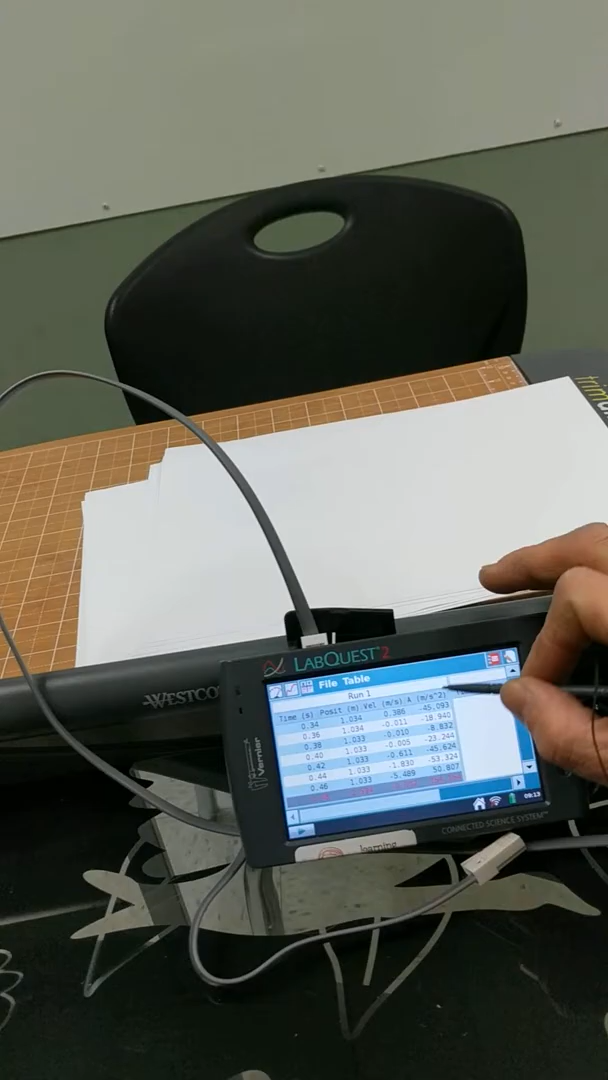 trim
WESTCO
LABQUEST 2
Vernier
File Table
Run 1
Time (s) Posit (m) Vel (m/s) A (m/s^2)
0.34 1.034 0.386 -45.093
0.36 1.034 -0.011 -18.940
0.38 1.033 -0.010 -8.832
0.40 1.033 -0.005 -23.244
0.42 1.033 -0.611 -45.624
0.44 1.033 -1.830 -53.324
0.46 1.033 -5.489 50.807
09:13
learning
CONNECTED SCIENCE SYSTEM™